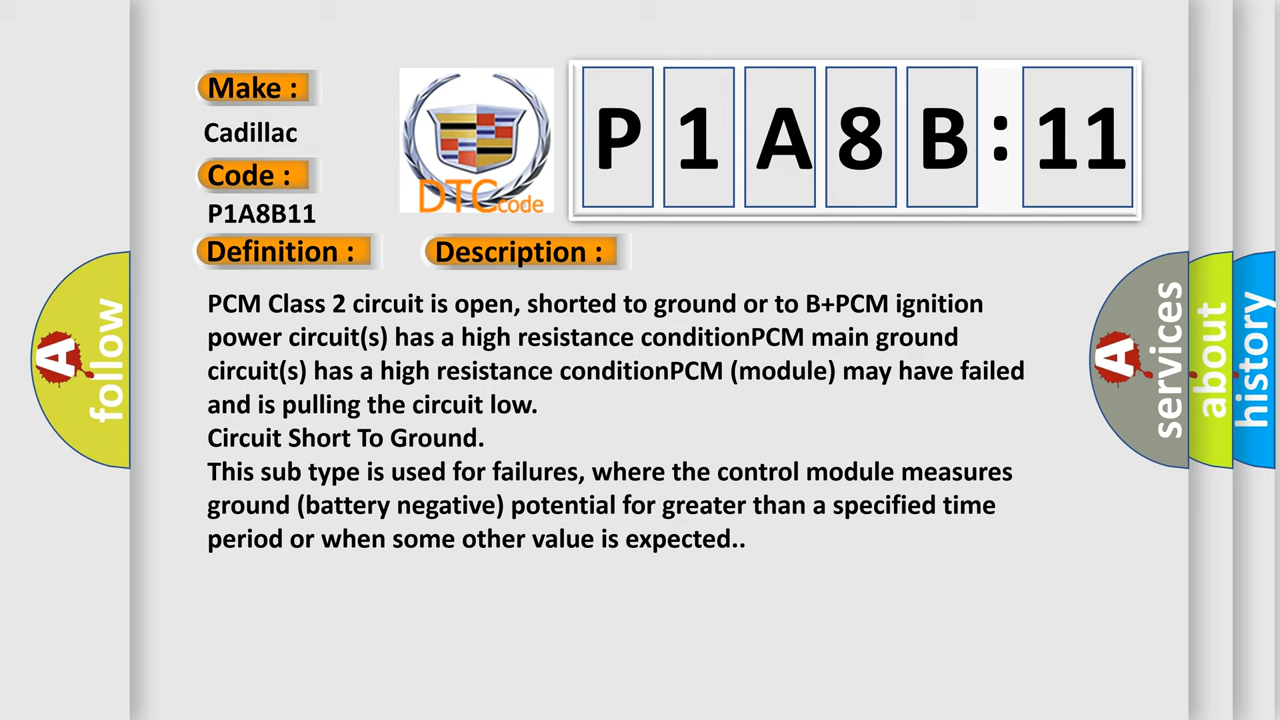 Make :
Cadillac
Code :
P1A8B11
DTC code
P 1 A 8 B : 11
Definition :
Description :
PCM Class 2 circuit is open, shorted to ground or to B+PCM ignition
power circuit(s) has a high resistance conditionPCM main ground
circuit(s) has a high resistance conditionPCM (module) may have failed
and is pulling the circuit low.
Circuit Short To Ground.
This sub type is used for failures, where the control module measures
ground (battery negative) potential for greater than a specified time
period or when some other value is expected..
A follow
A services
about
history